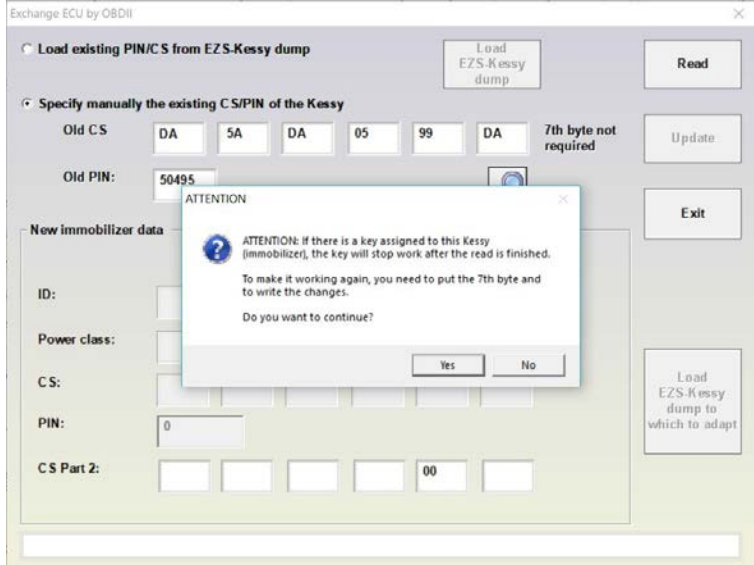 Exchange ECU by OBDII
Load existing PIN/CS from EZS-Kessy dump
Load
EZS-Kessy
dump
Read
Specify manually the existing CS/PIN of the Kessy
Old CS
DA
5A
DA
05
99
DA
7th byte not
required
Update
Old PIN:
50495
ATTENTION
ATTENTION: If there is a key assigned to this Kessy
(immobilizer), the key will stop work after the read is finished.
To make it working again, you need to put the 7th byte and
to write the changes.
Do you want to continue?
Yes
No
Exit
New immobilizer data
ID:
Power class:
CS:
PIN:
0
Load
EZS-Kessy
dump to
which to adapt
CS Part 2:
00